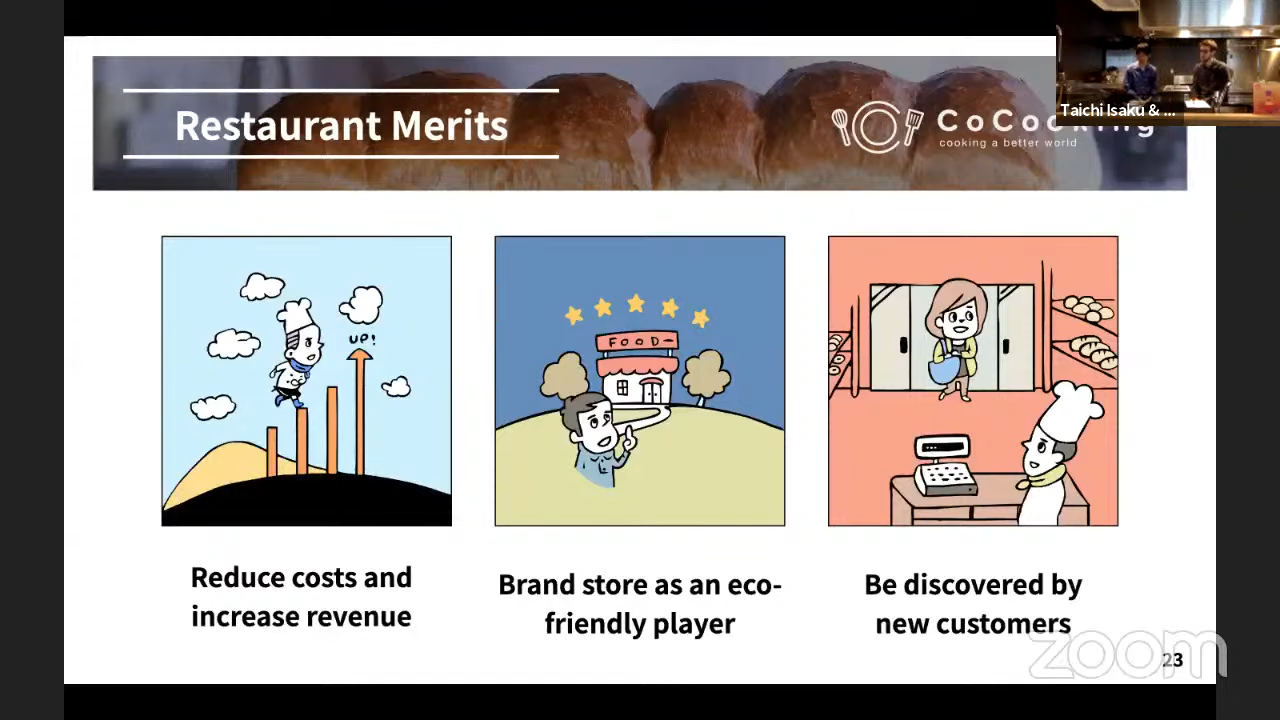 Restaurant Merits
CoCooking
cooking a better world
Taichi Isaku & ...
UP!
FOOD
Reduce costs and
increase revenue
Brand store as an eco-
friendly player
Be discovered by
new customers
zoom
23